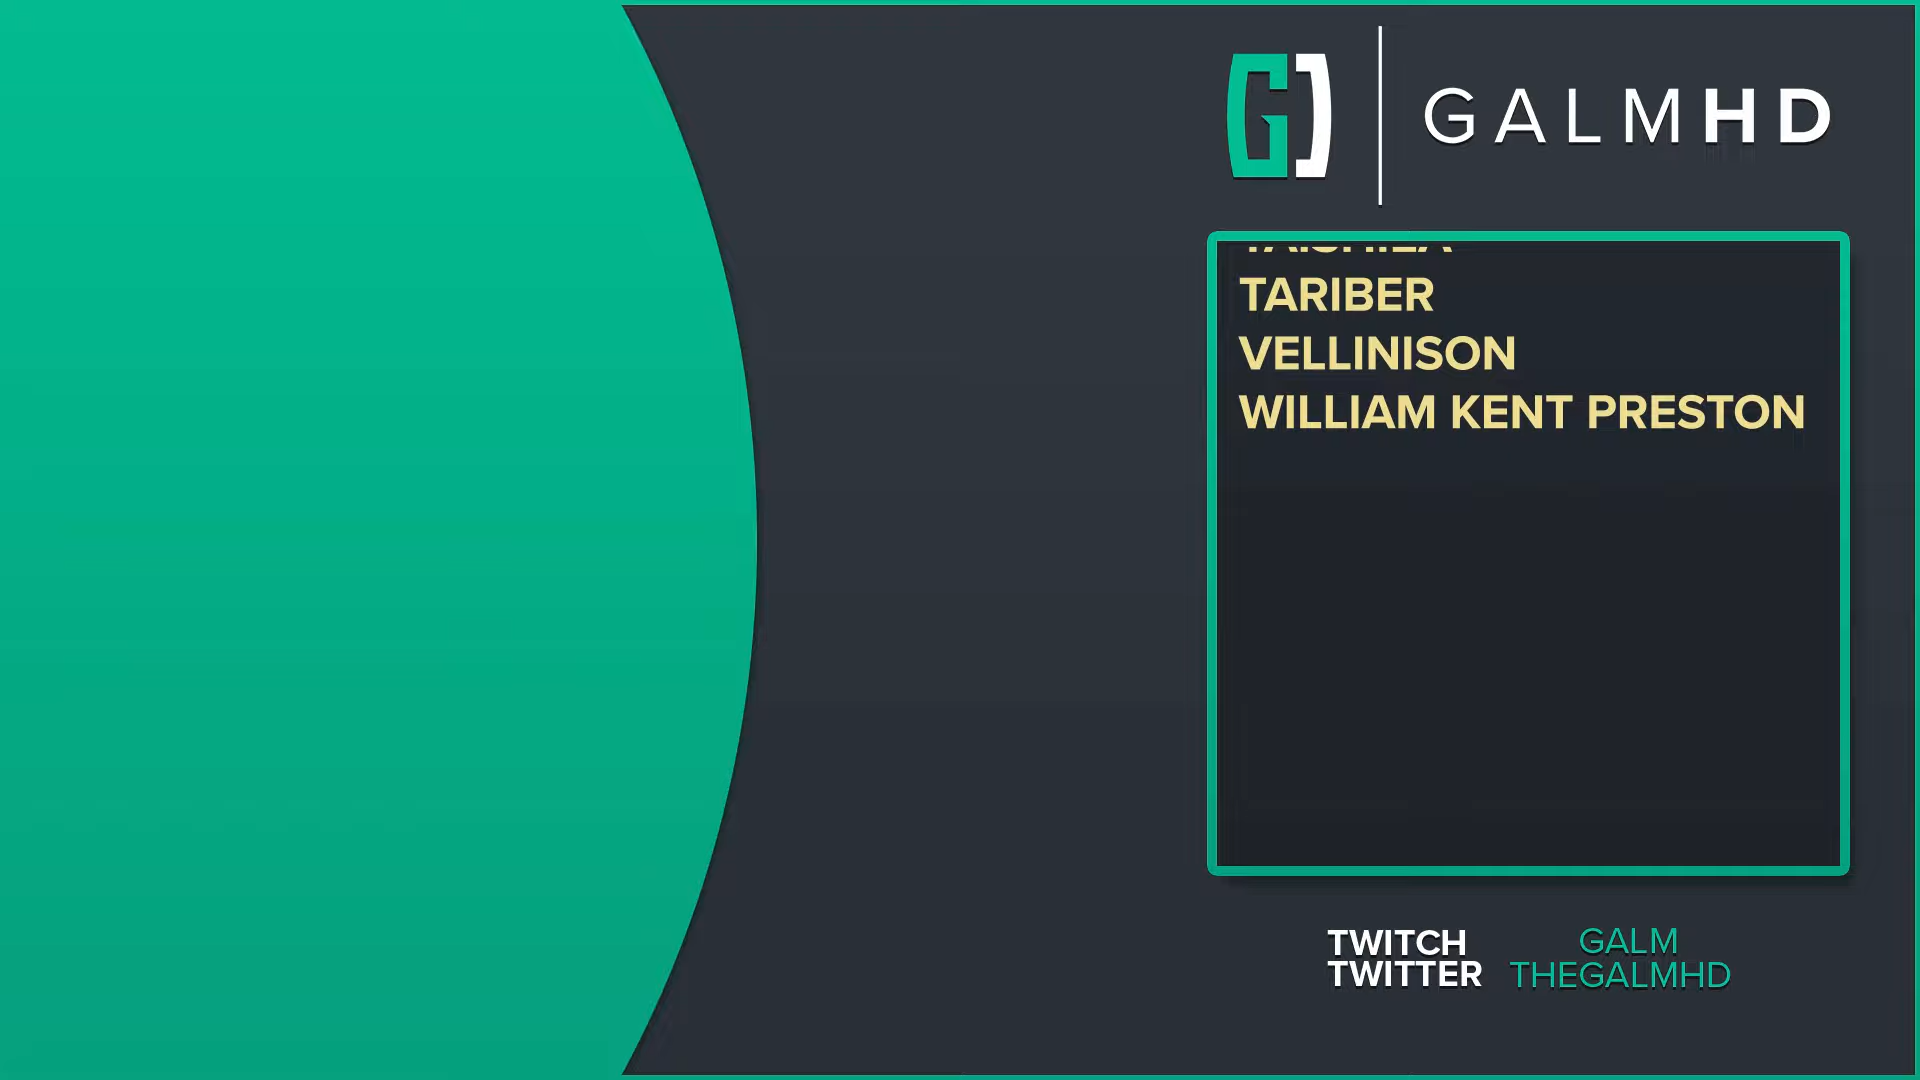 GALMHD
TARIBER
VELLINISON
WILLIAM KENT PRESTON
TWITCH GALM
TWITTER THEGALMHD